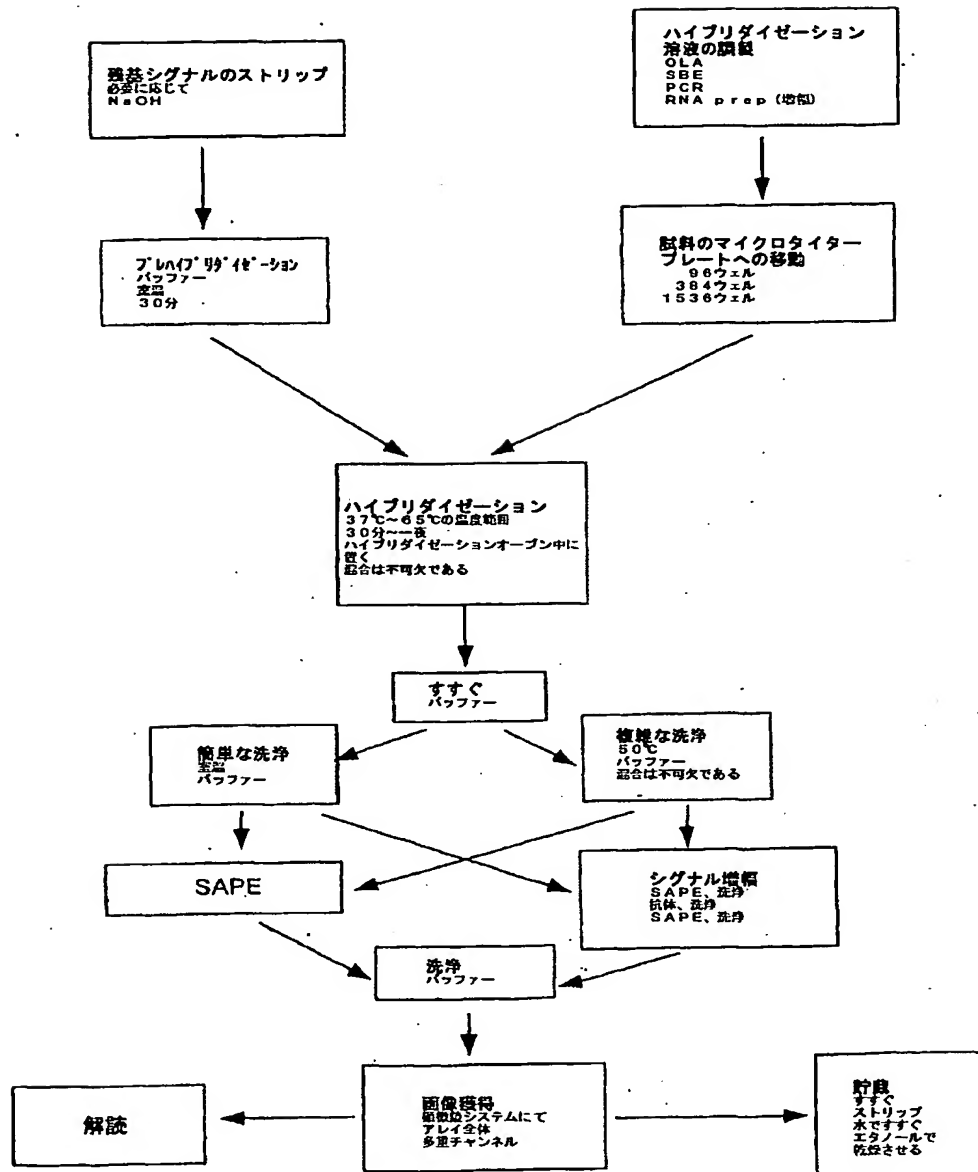 残基シグナルのストリップ
必要に応じて
NaOH
ハイブリダイゼーション
溶液の調製
OLA
SBE
PCR
RNA prep(増幅)
プレハイブリダイゼーション
バッファー
室温
30分
試料のマイクロタイター
プレートへの移動
96ウェル
384ウェル
1536ウェル
ハイブリダイゼーション
37℃~65℃の温度範囲
30分~一夜
ハイブリダイゼーションオーブン中に
置く
混合は不可欠である
すすぐ
バッファー
簡単な洗浄
室温
バッファー
複雑な洗浄
50℃
バッファー
混合は不可欠である
SAPE
シグナル増幅
SAPE、洗浄
抗体、洗浄
SAPE、洗浄
洗浄
バッファー
解読
画像獲得
顕微鏡システムにて
アレイ全体
多重チャンネル
貯蔵
すすぐ
ストリップ
水ですすぐ
エタノールで
乾燥させる